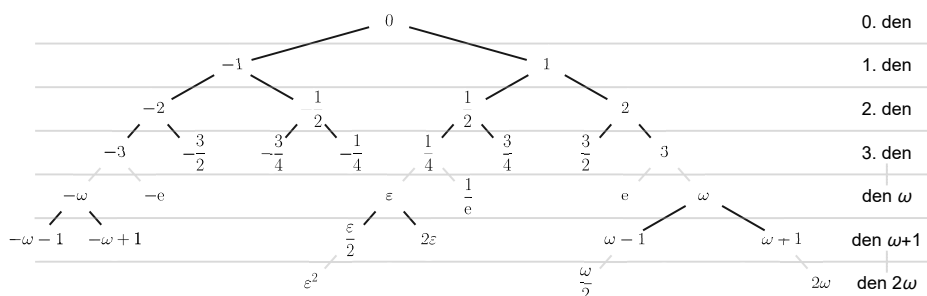 0 0. den
−1 1 1. den
−2 −1/2 1/2 2 2. den
−3 −3/2 −3/4 −1/4 1/4 3/4 3/2 3 3. den
−ω −e ε 1/e e ω den ω
−ω − 1 −ω + 1 ε/2 2ε ω − 1 ω + 1 den ω+1
ε² ω/2 2ω den 2ω